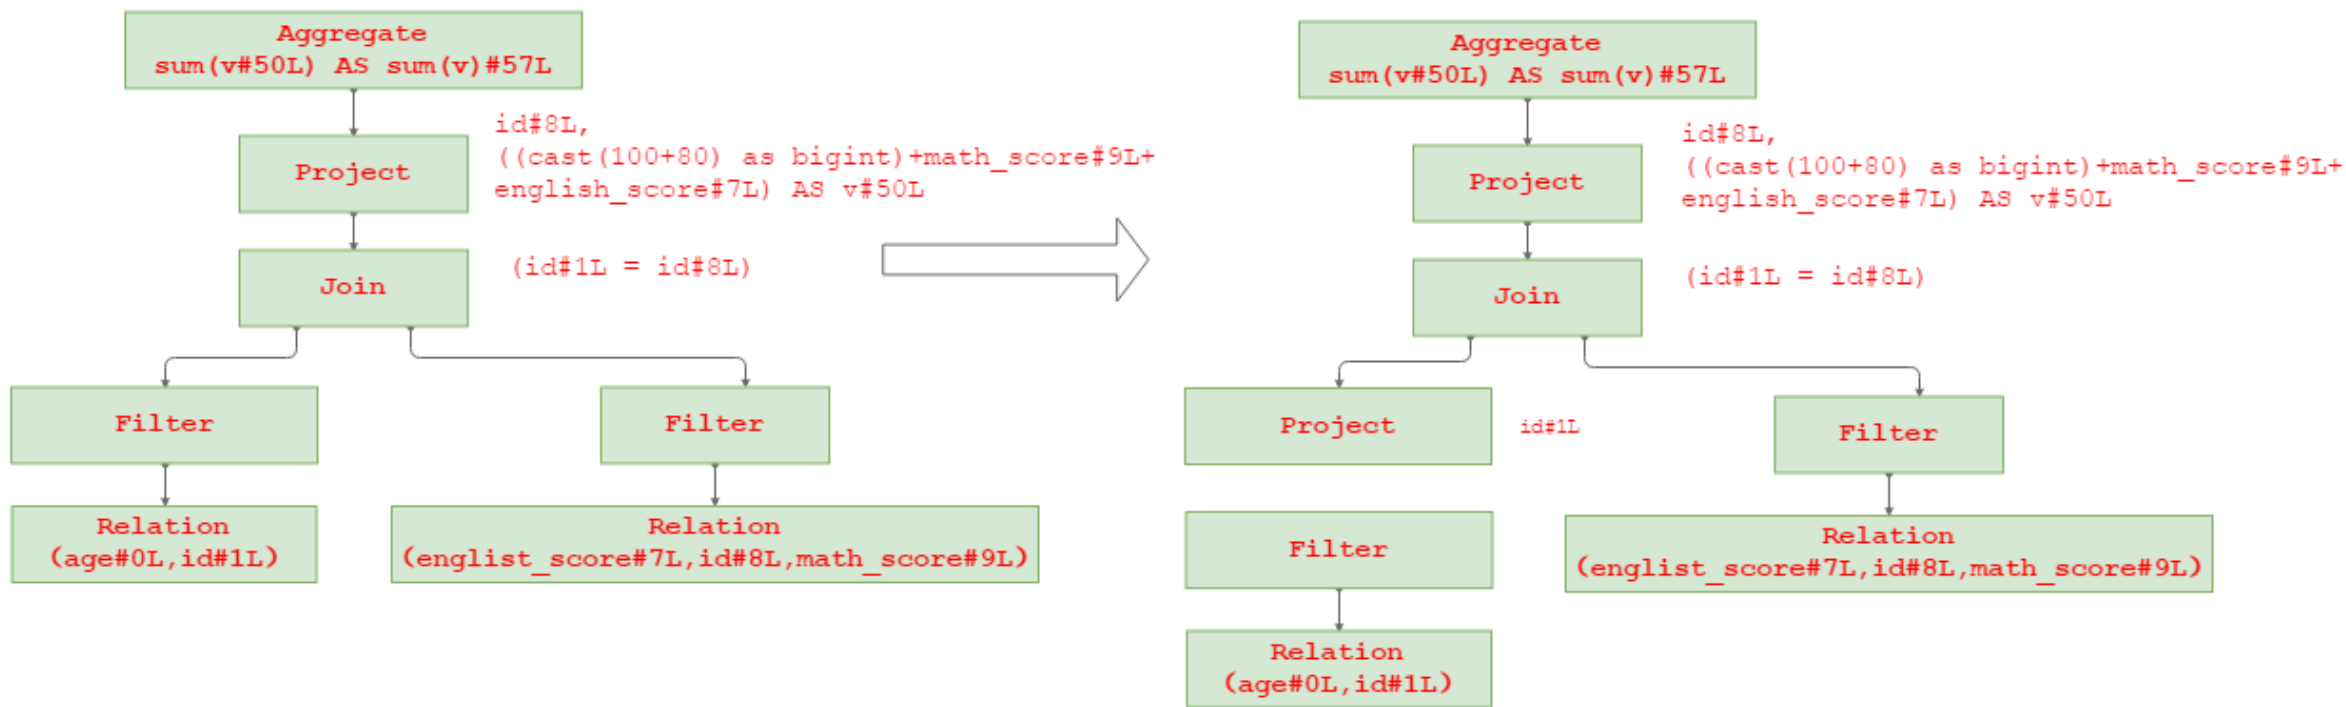 Aggregate
sum(v#50L) AS sum(v)#57L
Project
id#8L,
((cast(100+80) as bigint)+math_score#9L+
english_score#7L) AS v#50L
Join
(id#1L = id#8L)
Filter
Filter
Relation
(age#0L,id#1L)
Relation
(englist_score#7L,id#8L,math_score#9L)
Aggregate
sum(v#50L) AS sum(v)#57L
Project
id#8L,
((cast(100+80) as bigint)+math_score#9L+
english_score#7L) AS v#50L
Join
(id#1L = id#8L)
Project
id#1L
Filter
Filter
Relation
(englist_score#7L,id#8L,math_score#9L)
Relation
(age#0L,id#1L)